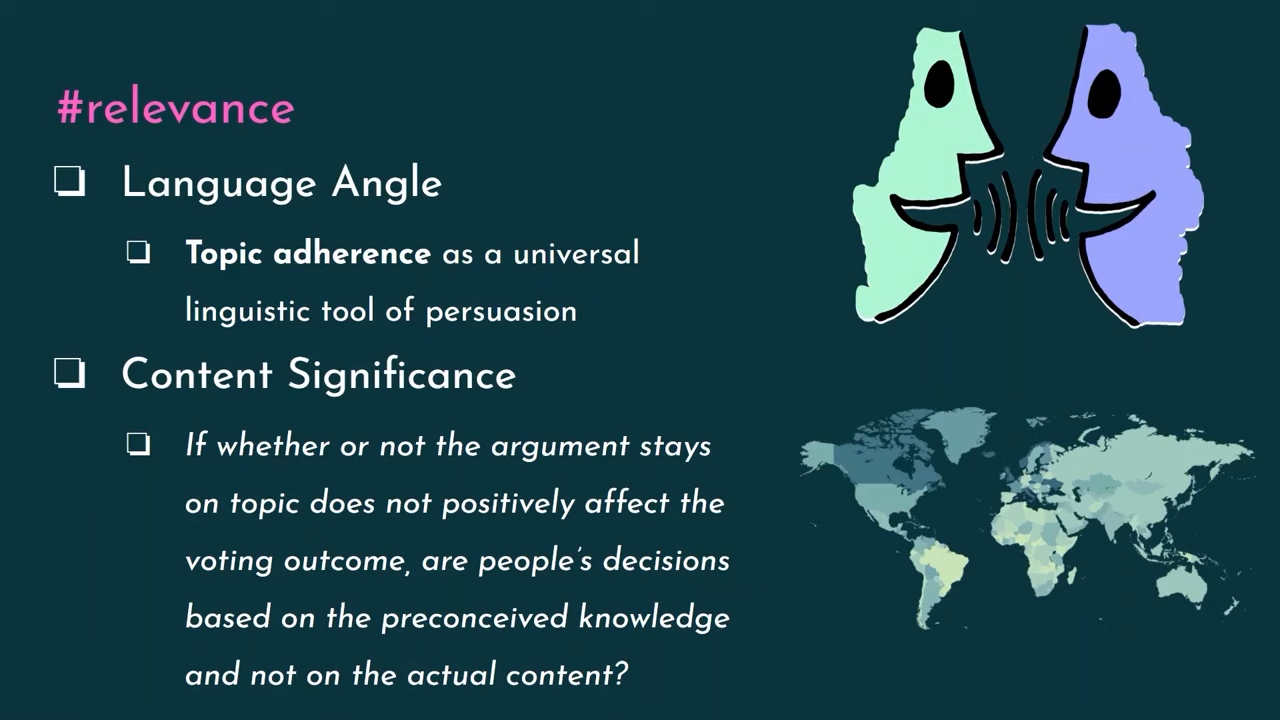 #relevance
❏ Language Angle
❏ Topic adherence as a universal
linguistic tool of persuasion
❏ Content Significance
❏ If whether or not the argument stays
on topic does not positively affect the
voting outcome, are people's decisions
based on the preconceived knowledge
and not on the actual content?